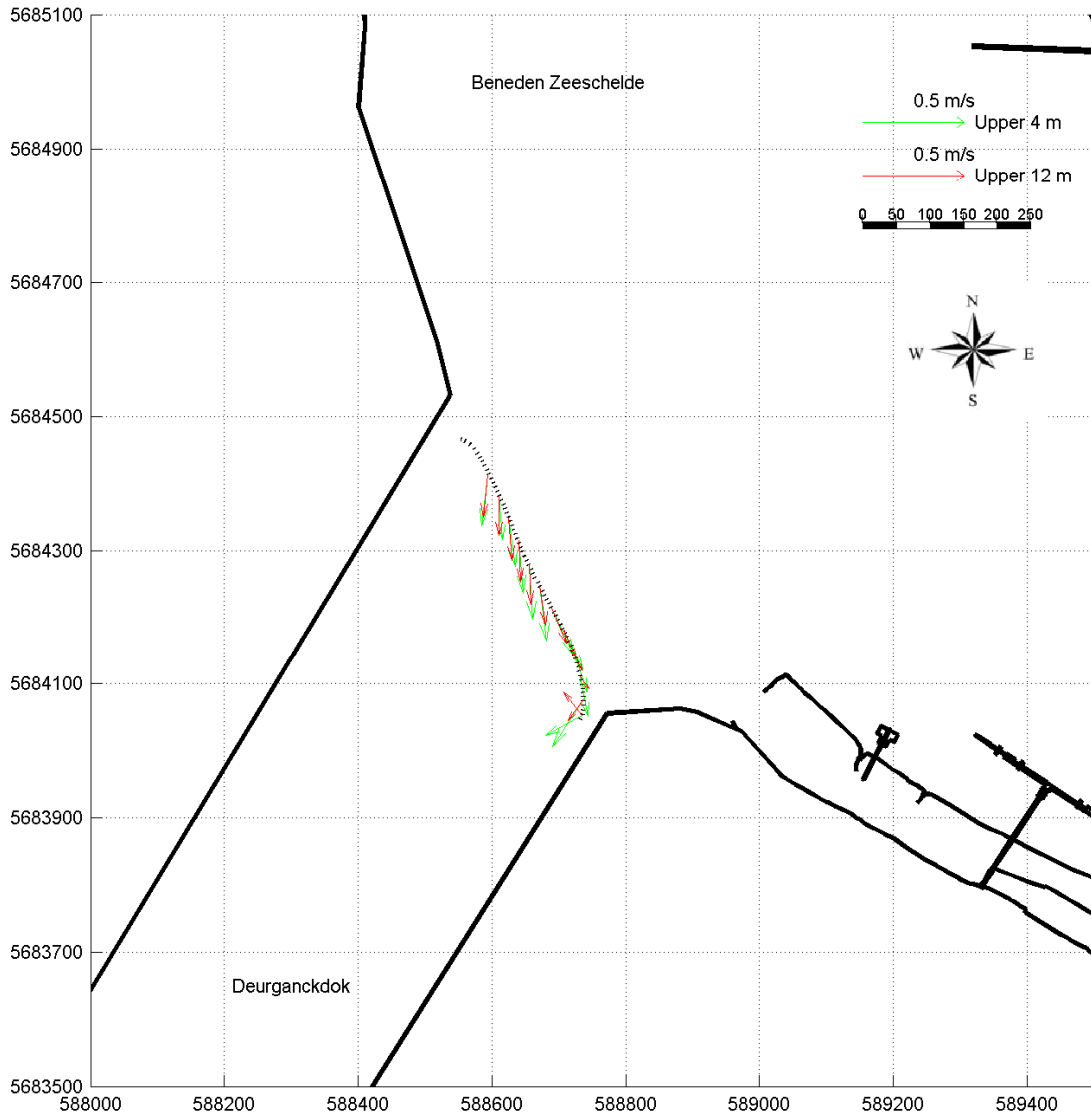 5685100
Beneden Zeeschelde
0.5 m/s
Upper 4 m
5684900
0.5 m/s
Upper 12 m
0 50 100 150 200 250
5684700
N
W E
S
5684500
5684300
5684100
5683900
5683700
Deurganckdok
5683500
588000 588200 588400 588600 588800 589000 589200 589400